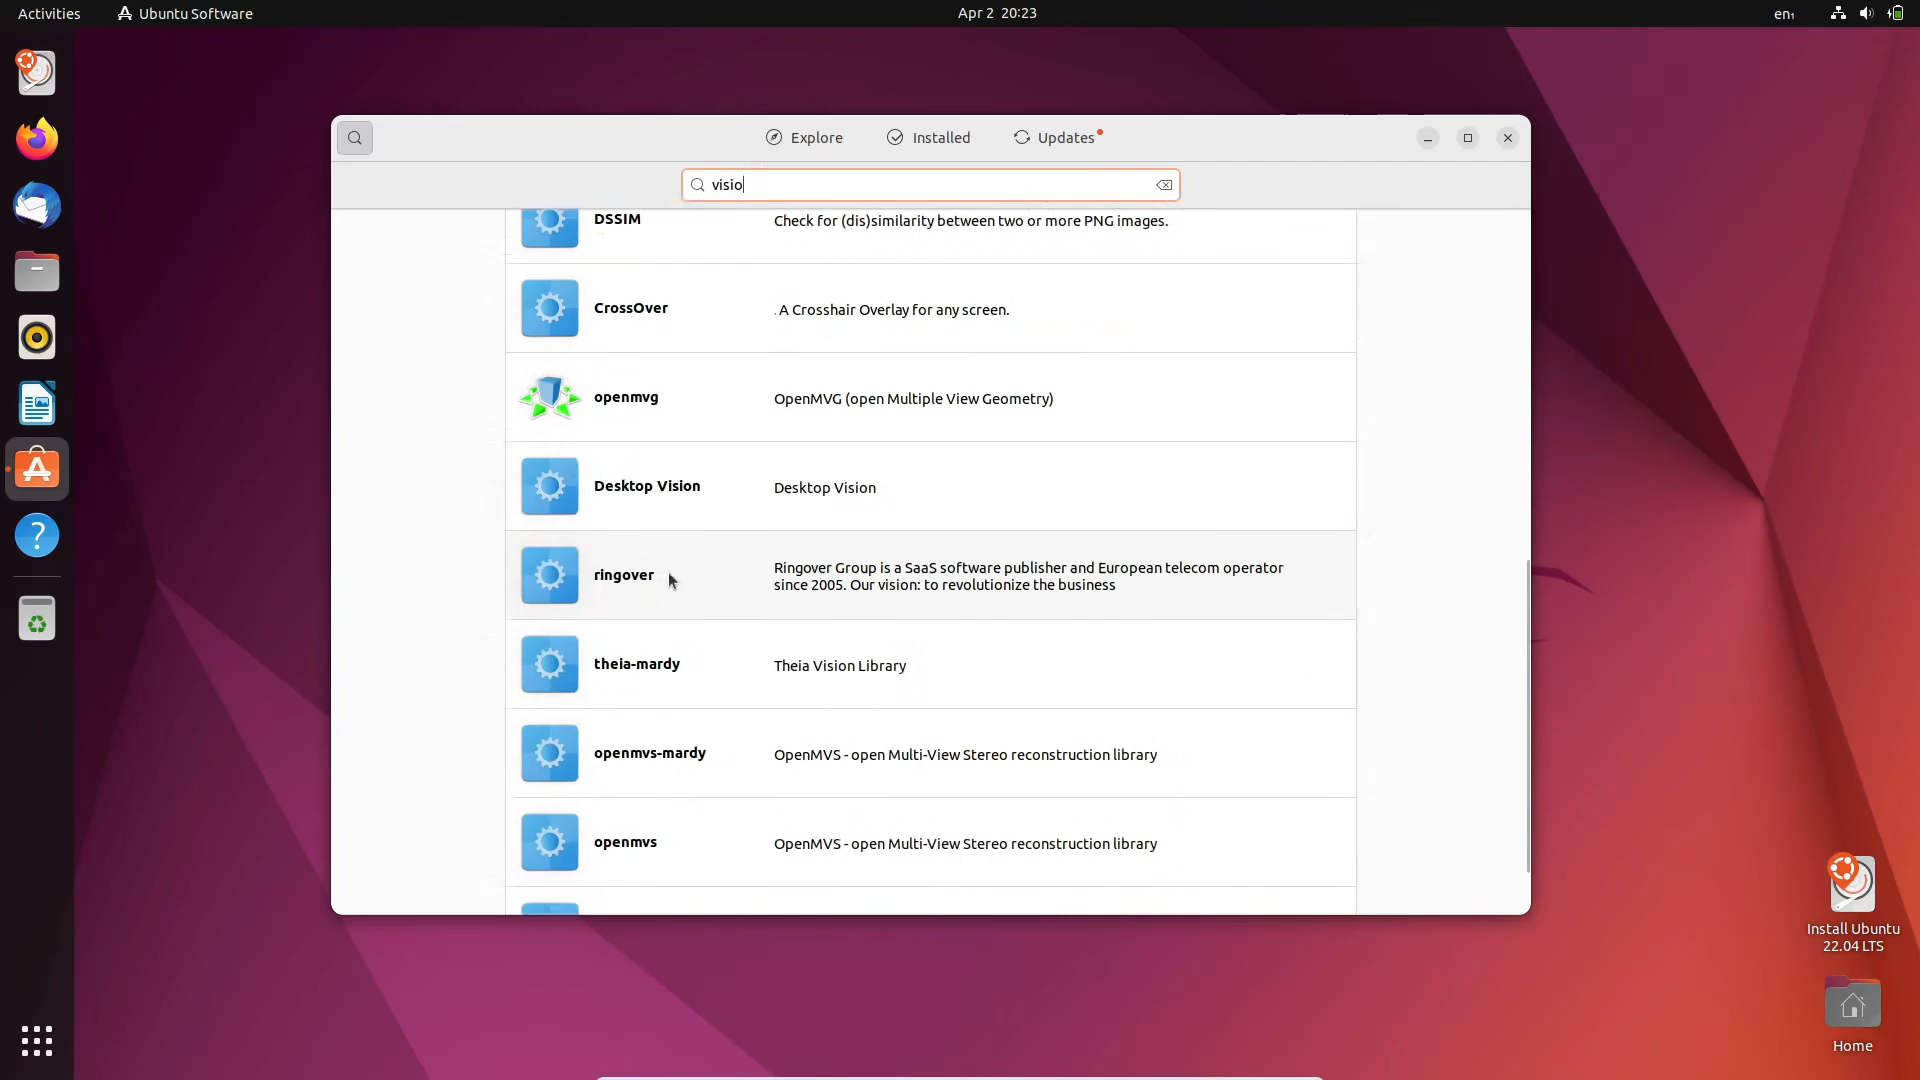 Activities
Ubuntu Software
Apr 2 20:23
en₁
Explore
Installed
Updates
visio
DSSIM
Check for (dis)similarity between two or more PNG images.
CrossOver
. A Crosshair Overlay for any screen.
openmvg
OpenMVG (open Multiple View Geometry)
Desktop Vision
Desktop Vision
ringover
Ringover Group is a SaaS software publisher and European telecom operator
since 2005. Our vision: to revolutionize the business
theia-mardy
Theia Vision Library
openmvs-mardy
OpenMVS - open Multi-View Stereo reconstruction library
openmvs
OpenMVS - open Multi-View Stereo reconstruction library
Install Ubuntu
22.04 LTS
Home